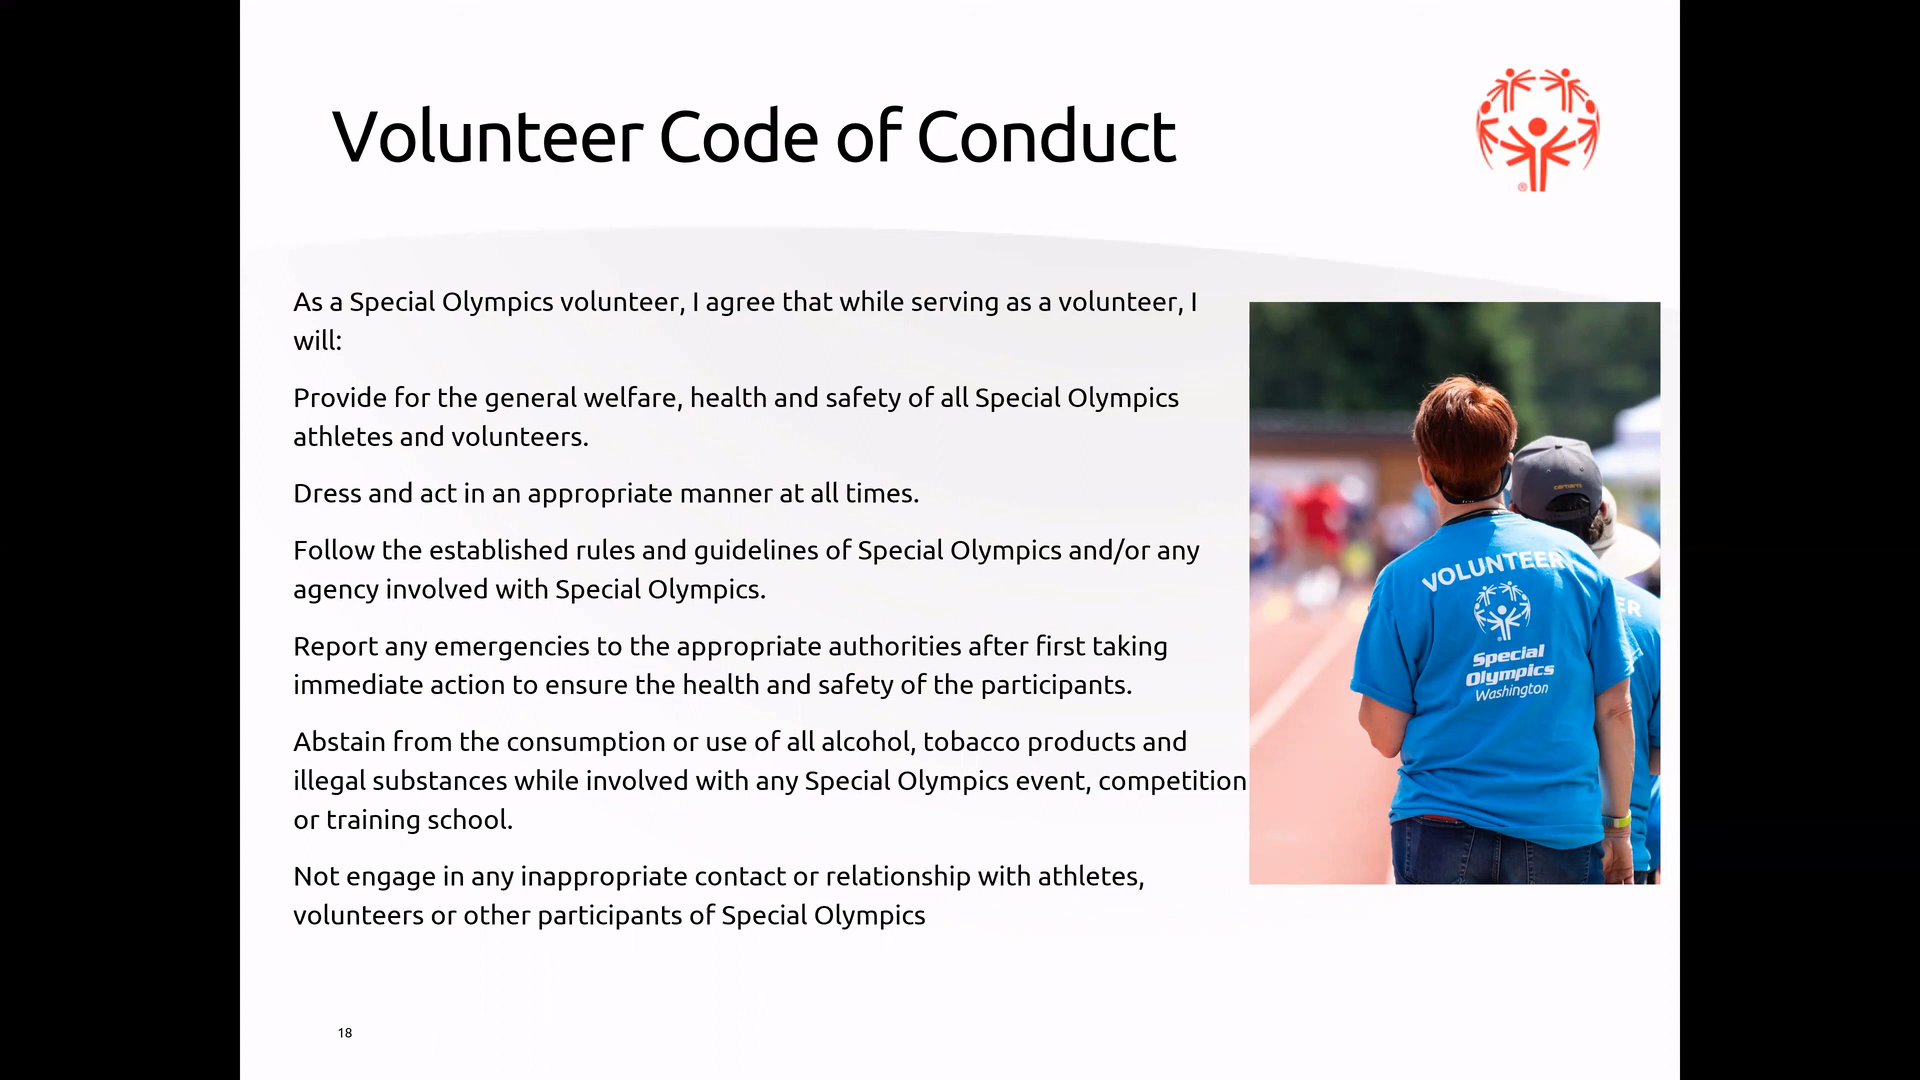 Volunteer Code of Conduct
As a Special Olympics volunteer, I agree that while serving as a volunteer, I
will:
Provide for the general welfare, health and safety of all Special Olympics
athletes and volunteers.
Dress and act in an appropriate manner at all times.
Follow the established rules and guidelines of Special Olympics and/or any
agency involved with Special Olympics.
Report any emergencies to the appropriate authorities after first taking
immediate action to ensure the health and safety of the participants.
Abstain from the consumption or use of all alcohol, tobacco products and
illegal substances while involved with any Special Olympics event, competition
or training school.
Not engage in any inappropriate contact or relationship with athletes,
volunteers or other participants of Special Olympics
carhartt
VOLUNTEER
ER
Special
Olympics
Washington
®
18